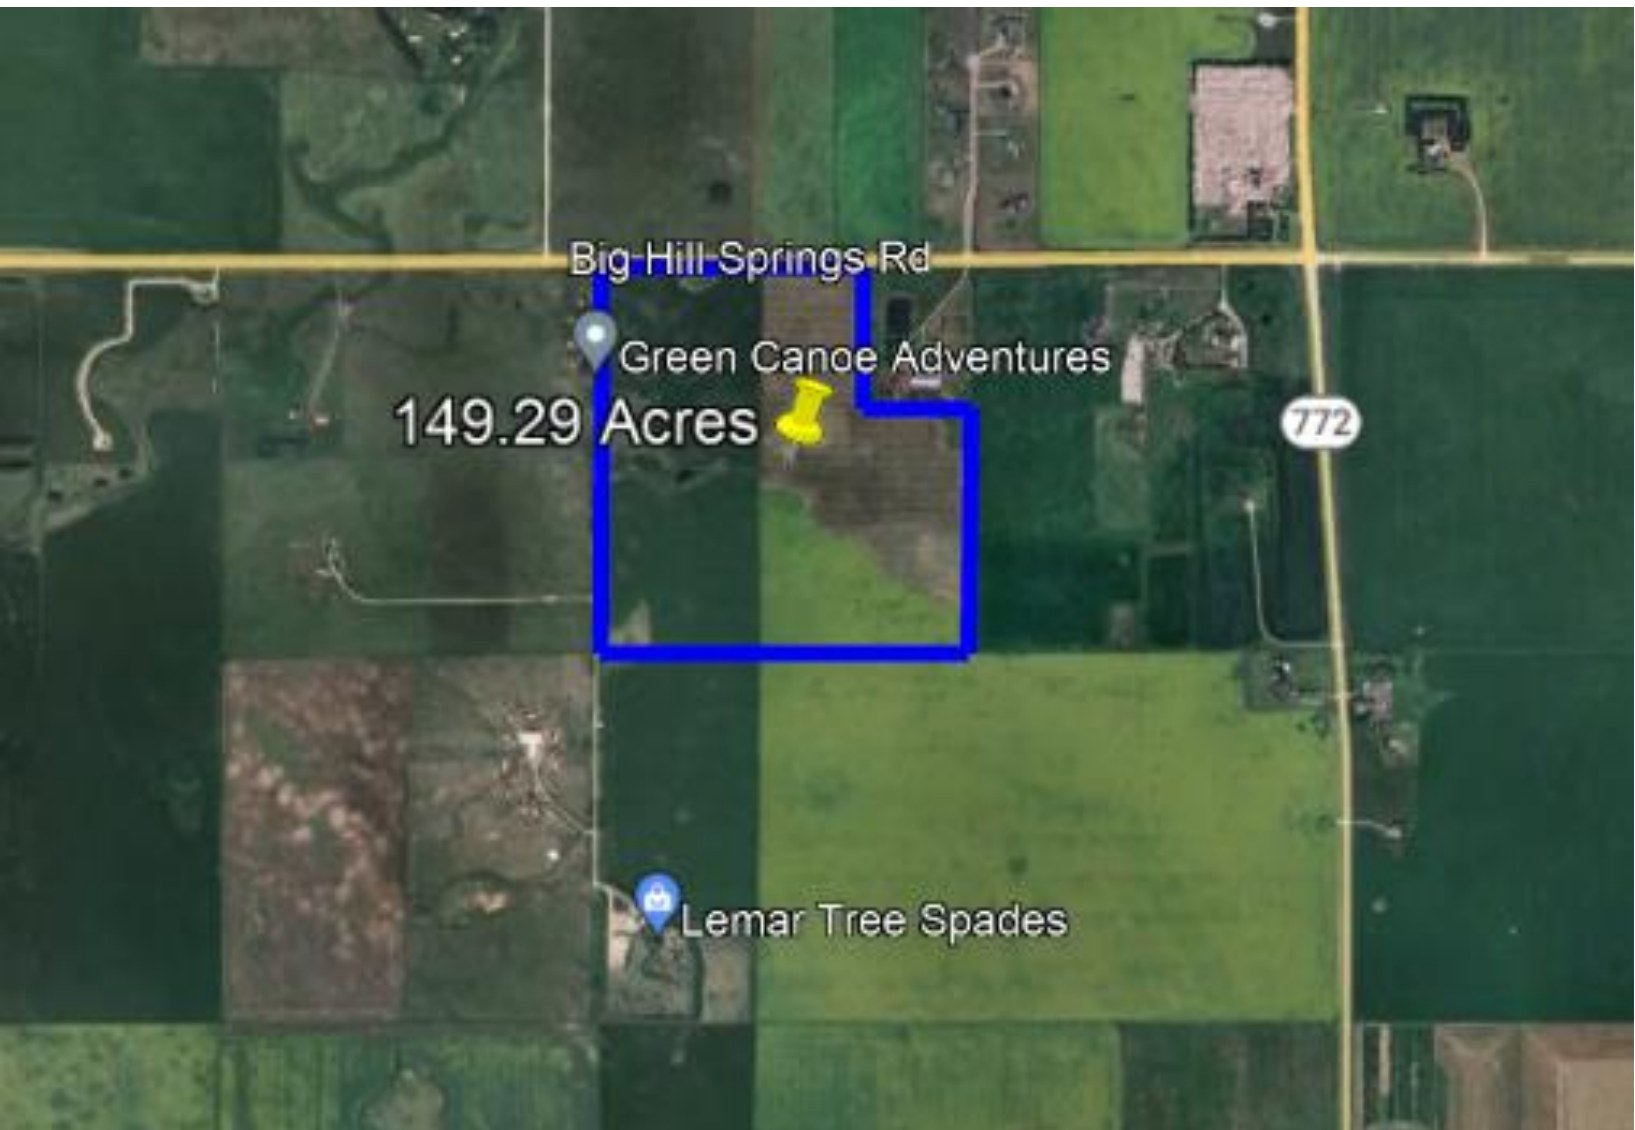 Big Hill Springs Rd
Green Canoe Adventures
149.29 Acres
772
Lemar Tree Spades